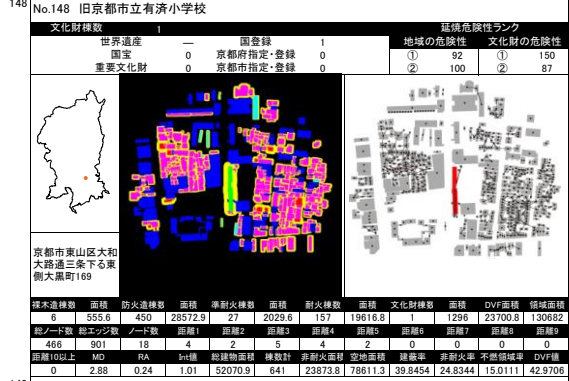 148
No.148 旧京都市立有済小学校
文化財棟数 1 延焼危険性ランク
世界遺産 — 国登録 1 地域の危険性 文化財の危険性
国宝 0 京都府指定・登録 0 ① 92 ① 150
重要文化財 0 京都市指定・登録 0 ② 100 ② 87
京都市東山区大和
大路通三条下る東
側大黒町169
裸木造棟数 面積 防火造棟数 面積 準耐火棟数 面積 耐火棟数 面積 文化財棟数 面積 DVF面積 領域面積
6 555.6 450 28572.9 27 2029.6 157 19616.8 1 1296 23700.8 130682
総ノード数 総エッジ数 ノード数 距離1 距離2 距離3 距離4 距離5 距離6 距離7 距離8 距離9
466 901 18 4 2 5 4 2 0 0 0 0
距離10以上 MD RA Int値 総建物面積 棟数計 非耐火面積 空地面積 建蔽率 非耐火率 不燃領域率 DVF値
0 2.88 0.24 1.01 52070.9 641 23873.8 78611.3 39.8454 24.8344 15.0111 42.9706